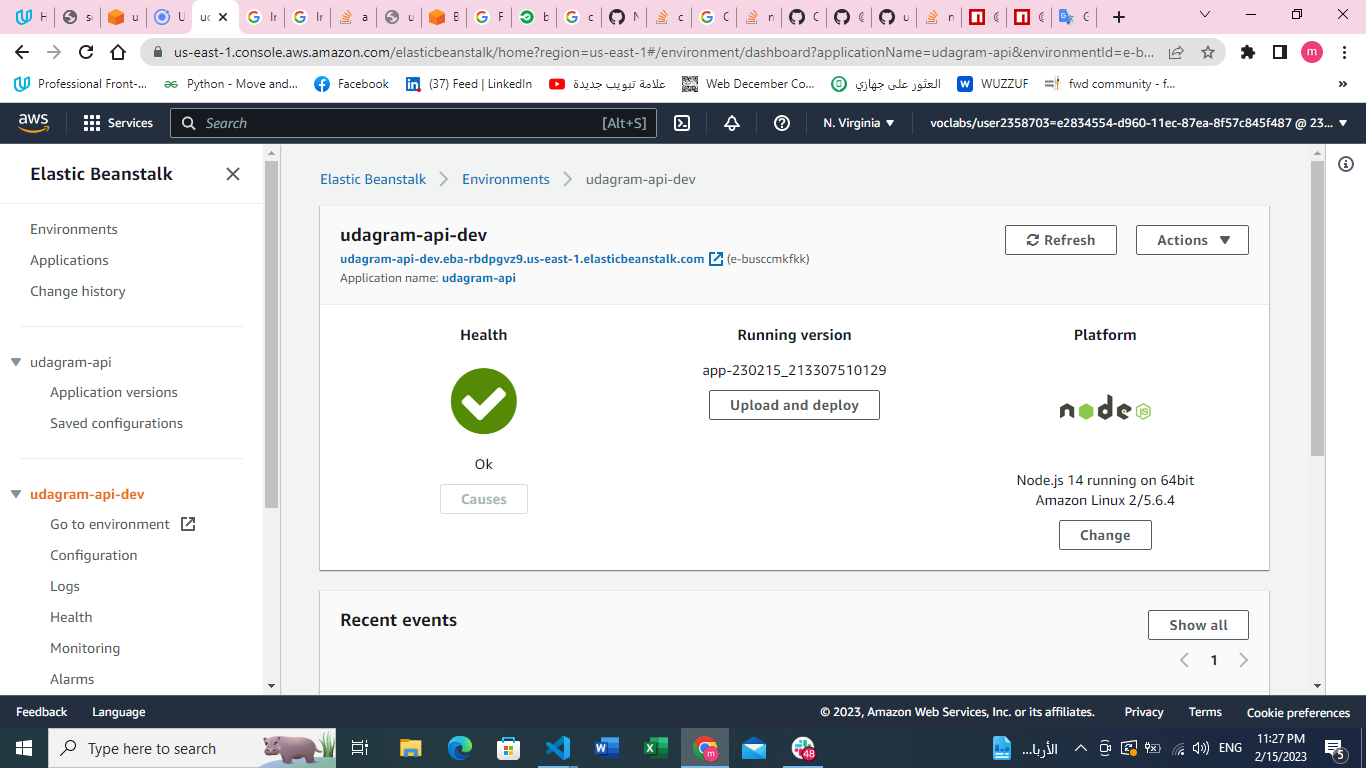 us-east-1.console.aws.amazon.com/elasticbeanstalk/home?region=us-east-1#/environment/dashboard?applicationName=udagram-api&environmentId=e-b...
Professional Front-...
Python - Move and...
Facebook
(37) Feed | LinkedIn
علامة تبويب جديدة
Web December Co...
العثور على جهازي
WUZZUF
fwd community - f...
»
aws
Services
Search
[Alt+S]
N. Virginia
voclabs/user2358703=e2834554-d960-11ec-87ea-8f57c845f487 @ 23...
Elastic Beanstalk
Environments
Applications
Change history
udagram-api
Application versions
Saved configurations
udagram-api-dev
Go to environment
Configuration
Logs
Health
Monitoring
Alarms
Elastic Beanstalk
Environments
udagram-api-dev
udagram-api-dev
udagram-api-dev.eba-rbdpgvz9.us-east-1.elasticbeanstalk.com (e-busccmkfkk)
Application name: udagram-api
Refresh
Actions
Health
Ok
Causes
Running version
app-230215_213307510129
Upload and deploy
Platform
node
JS
Node.js 14 running on 64bit
Amazon Linux 2/5.6.4
Change
Recent events
Show all
1
Feedback
Language
© 2023, Amazon Web Services, Inc. or its affiliates.
Privacy
Terms
Cookie preferences
Type here to search
48
الأربا...
ENG
11:27 PM
2/15/2023
5